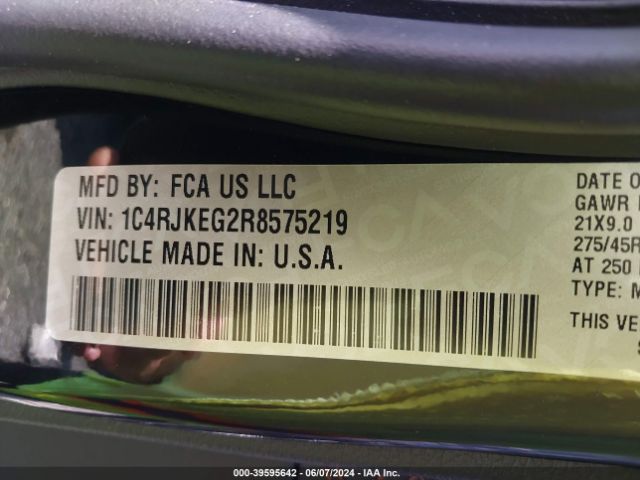 MFD BY: FCA US LLC
VIN: 1C4RJKEG2R8575219
VEHICLE MADE IN: U.S.A.
DATE O
GAWR
21X9.0
275/45R
AT 250
TYPE: M
THIS VE
000-39595642 - 06/07/2024 - IAA Inc.